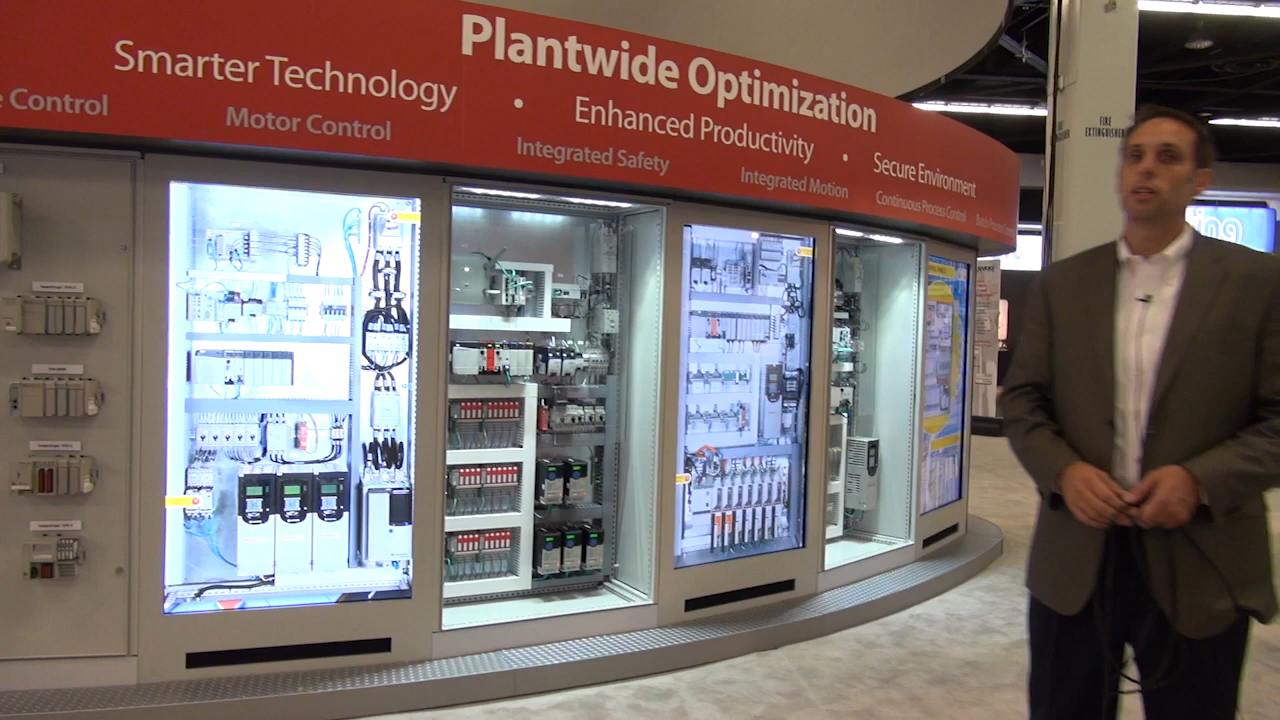 Plantwide Optimization
Smarter Technology • Enhanced Productivity • Secure Environment
e Control Motor Control Integrated Safety Integrated Motion Continuous Process Control
FIRE
EXTINGUISHER